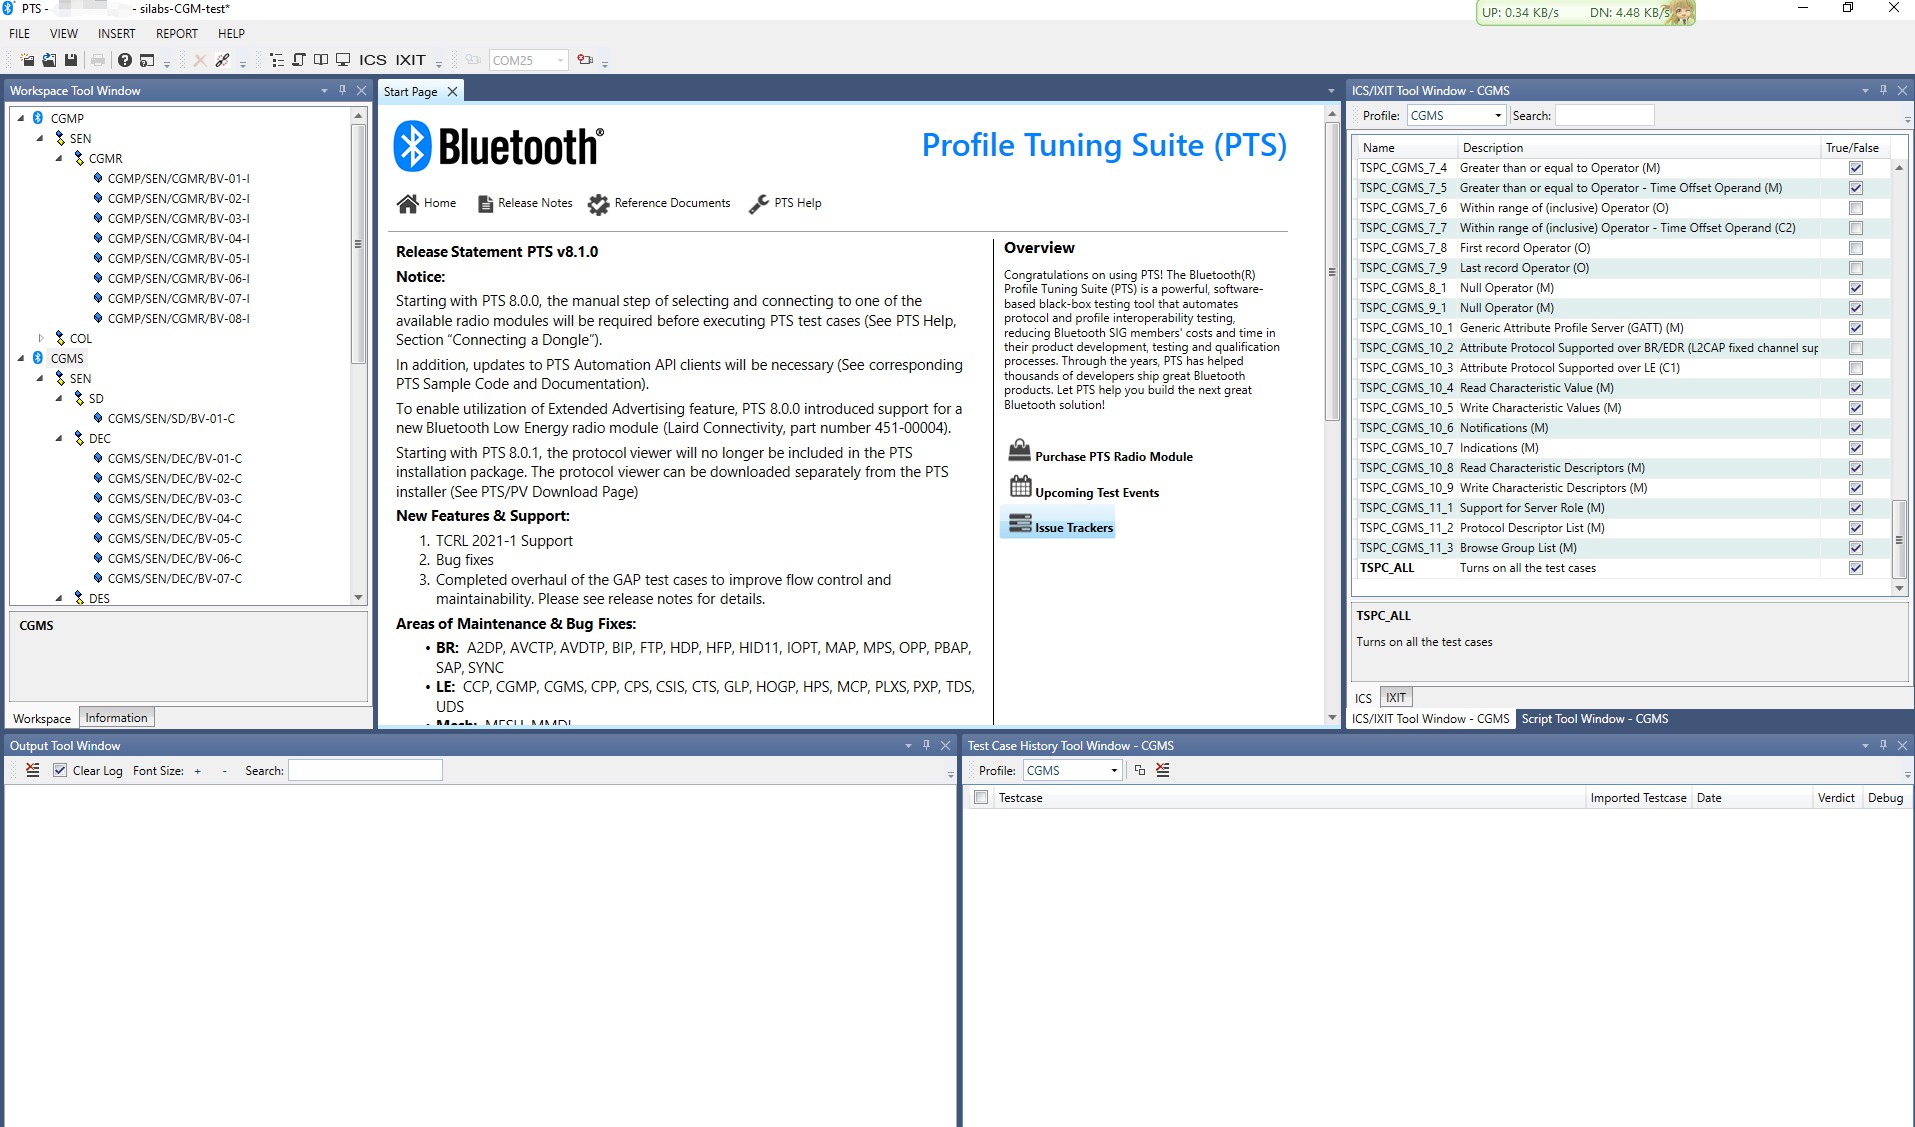 PTS - - silabs-CGM-test*
UP: 0.34 KB/s DN: 4.48 KB/s
FILE VIEW INSERT REPORT HELP
ICS IXIT COM25
Workspace Tool Window
CGMP
SEN
CGMR
CGMP/SEN/CGMR/BV-01-I
CGMP/SEN/CGMR/BV-02-I
CGMP/SEN/CGMR/BV-03-I
CGMP/SEN/CGMR/BV-04-I
CGMP/SEN/CGMR/BV-05-I
CGMP/SEN/CGMR/BV-06-I
CGMP/SEN/CGMR/BV-07-I
CGMP/SEN/CGMR/BV-08-I
COL
CGMS
SEN
SD
CGMS/SEN/SD/BV-01-C
DEC
CGMS/SEN/DEC/BV-01-C
CGMS/SEN/DEC/BV-02-C
CGMS/SEN/DEC/BV-03-C
CGMS/SEN/DEC/BV-04-C
CGMS/SEN/DEC/BV-05-C
CGMS/SEN/DEC/BV-06-C
CGMS/SEN/DEC/BV-07-C
DES
CGMS
Workspace Information
Start Page
Bluetooth®
Profile Tuning Suite (PTS)
Home Release Notes Reference Documents PTS Help
Release Statement PTS v8.1.0
Notice:
Starting with PTS 8.0.0, the manual step of selecting and connecting to one of the
available radio modules will be required before executing PTS test cases (See PTS Help,
Section "Connecting a Dongle").
In addition, updates to PTS Automation API clients will be necessary (See corresponding
PTS Sample Code and Documentation).
To enable utilization of Extended Advertising feature, PTS 8.0.0 introduced support for a
new Bluetooth Low Energy radio module (Laird Connectivity, part number 451-00004).
Starting with PTS 8.0.1, the protocol viewer will no longer be included in the PTS
installation package. The protocol viewer can be downloaded separately from the PTS
installer (See PTS/PV Download Page)
New Features & Support:
1. TCRL 2021-1 Support
2. Bug fixes
3. Completed overhaul of the GAP test cases to improve flow control and
maintainability. Please see release notes for details.
Areas of Maintenance & Bug Fixes:
• BR: A2DP, AVCTP, AVDTP, BIP, FTP, HDP, HFP, HID11, IOPT, MAP, MPS, OPP, PBAP,
SAP, SYNC
• LE: CCP, CGMP, CGMS, CPP, CPS, CSIS, CTS, GLP, HOGP, HPS, MCP, PLXS, PXP, TDS,
UDS
• Mesh: MESH, MMDL
Overview
Congratulations on using PTS! The Bluetooth(R)
Profile Tuning Suite (PTS) is a powerful, software-
based black-box testing tool that automates
protocol and profile interoperability testing,
reducing Bluetooth SIG members' costs and time in
their product development, testing and qualification
processes. Through the years, PTS has helped
thousands of developers ship great Bluetooth
products. Let PTS help you build the next great
Bluetooth solution!
Purchase PTS Radio Module
Upcoming Test Events
Issue Trackers
ICS/IXIT Tool Window - CGMS
Profile: CGMS Search:
Name Description True/False
TSPC_CGMS_7_4 Greater than or equal to Operator (M)
TSPC_CGMS_7_5 Greater than or equal to Operator - Time Offset Operand (M)
TSPC_CGMS_7_6 Within range of (inclusive) Operator (O)
TSPC_CGMS_7_7 Within range of (inclusive) Operator - Time Offset Operand (C2)
TSPC_CGMS_7_8 First record Operator (O)
TSPC_CGMS_7_9 Last record Operator (O)
TSPC_CGMS_8_1 Null Operator (M)
TSPC_CGMS_9_1 Null Operator (M)
TSPC_CGMS_10_1 Generic Attribute Profile Server (GATT) (M)
TSPC_CGMS_10_2 Attribute Protocol Supported over BR/EDR (L2CAP fixed channel sup
TSPC_CGMS_10_3 Attribute Protocol Supported over LE (C1)
TSPC_CGMS_10_4 Read Characteristic Value (M)
TSPC_CGMS_10_5 Write Characteristic Values (M)
TSPC_CGMS_10_6 Notifications (M)
TSPC_CGMS_10_7 Indications (M)
TSPC_CGMS_10_8 Read Characteristic Descriptors (M)
TSPC_CGMS_10_9 Write Characteristic Descriptors (M)
TSPC_CGMS_11_1 Support for Server Role (M)
TSPC_CGMS_11_2 Protocol Descriptor List (M)
TSPC_CGMS_11_3 Browse Group List (M)
TSPC_ALL Turns on all the test cases
TSPC_ALL
Turns on all the test cases
ICS IXIT
ICS/IXIT Tool Window - CGMS Script Tool Window - CGMS
Output Tool Window
Clear Log Font Size: + - Search:
Test Case History Tool Window - CGMS
Profile: CGMS
Testcase Imported Testcase Date Verdict Debug